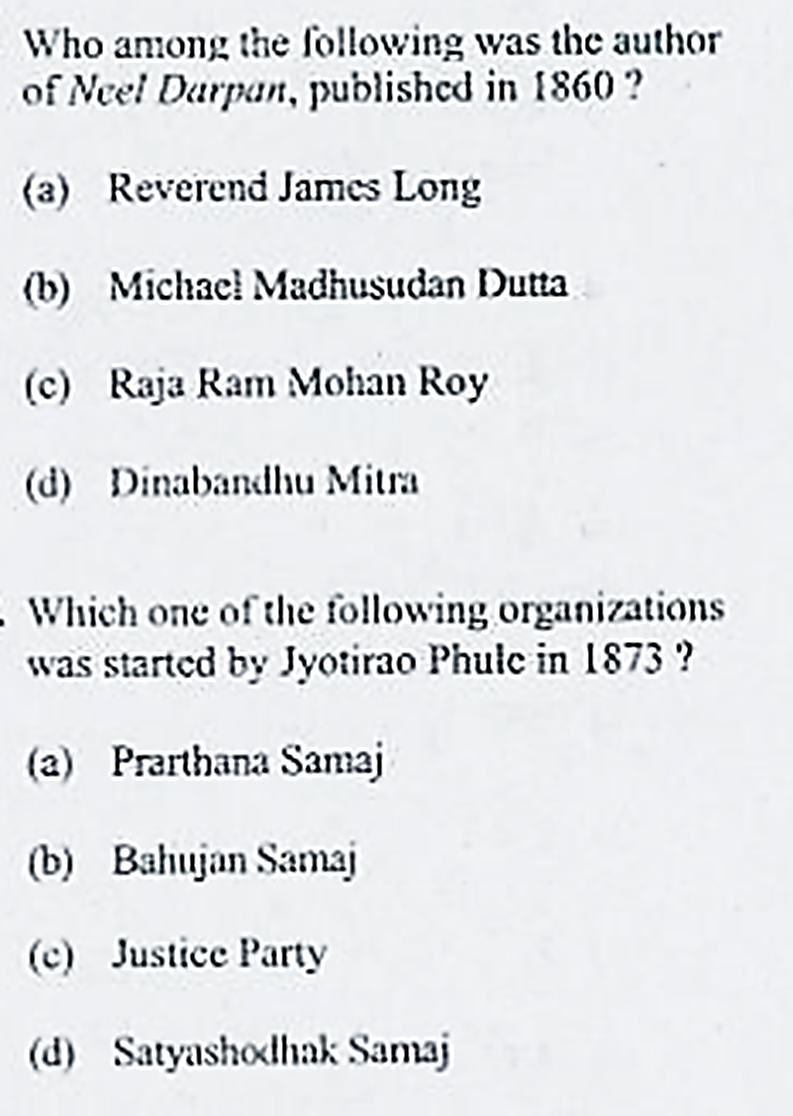 Who among the following was the author
of Neel Darpan, published in 1860 ?
(a) Reverend James Long
(b) Michael Madhusudan Dutta
(c) Raja Ram Mohan Roy
(d) Dinabandhu Mitra
. Which one of the following organizations
was started by Jyotirao Phule in 1873 ?
(a) Prarthana Samaj
(b) Bahujan Samaj
(c) Justice Party
(d) Satyashodhak Samaj